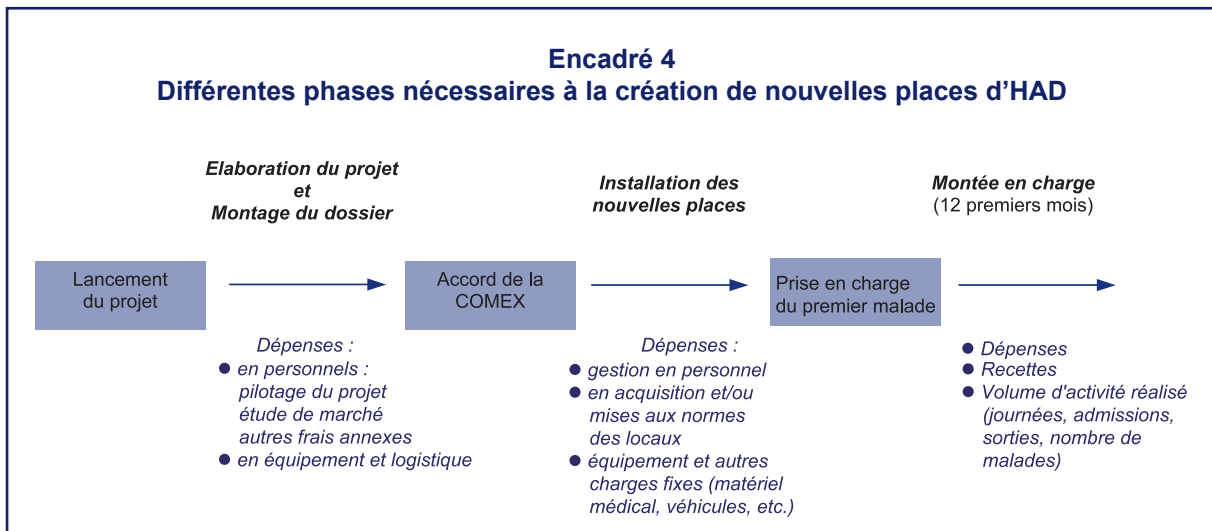 Encadré 4
Différentes phases nécessaires à la création de nouvelles places d’HAD
Elaboration du projet
et
Montage du dossier
Installation des
nouvelles places
Montée en charge
(12 premiers mois)
Lancement
du projet
Accord de la
COMEX
Prise en charge
du premier malade
Dépenses :
● en personnels :
pilotage du projet
étude de marché
autres frais annexes
● en équipement et logistique
Dépenses :
● gestion en personnel
● en acquisition et/ou
mises aux normes
des locaux
● équipement et autres
charges fixes (matériel
médical, véhicules, etc.)
● Dépenses
● Recettes
● Volume d'activité réalisé
(journées, admissions,
sorties, nombre de
malades)